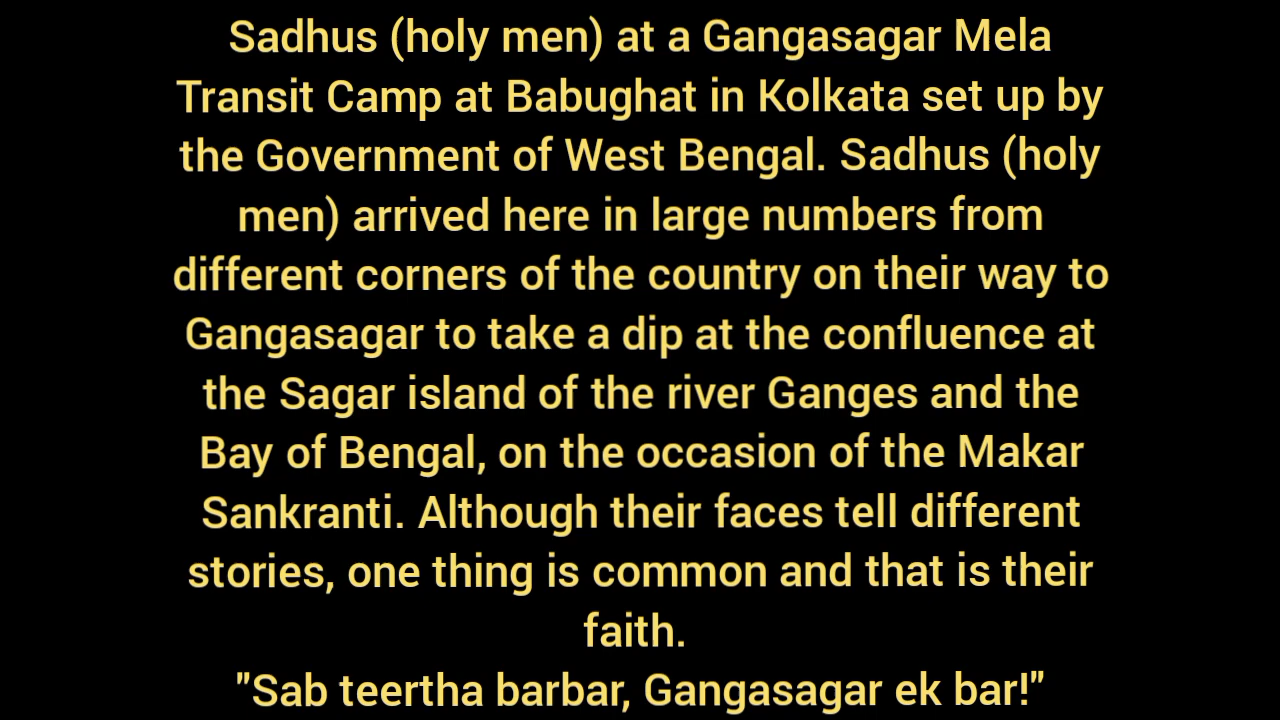 Sadhus (holy men) at a Gangasagar Mela
Transit Camp at Babughat in Kolkata set up by
the Government of West Bengal. Sadhus (holy
men) arrived here in large numbers from
different corners of the country on their way to
Gangasagar to take a dip at the confluence at
the Sagar island of the river Ganges and the
Bay of Bengal, on the occasion of the Makar
Sankranti. Although their faces tell different
stories, one thing is common and that is their
faith.
"Sab teertha barbar, Gangasagar ek bar!"